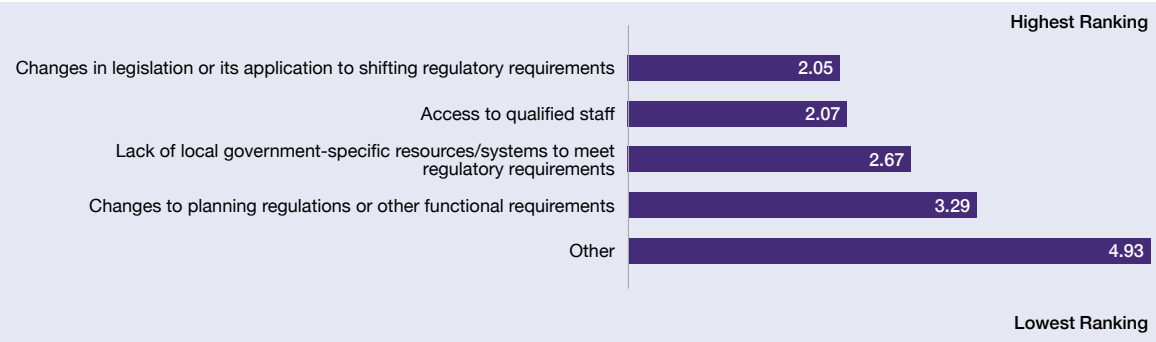 Highest Ranking
Changes in legislation or its application to shifting regulatory requirements
2.05
Access to qualified staff
2.07
Lack of local government-specific resources/systems to meet
regulatory requirements
2.67
Changes to planning regulations or other functional requirements
3.29
Other
4.93
Lowest Ranking